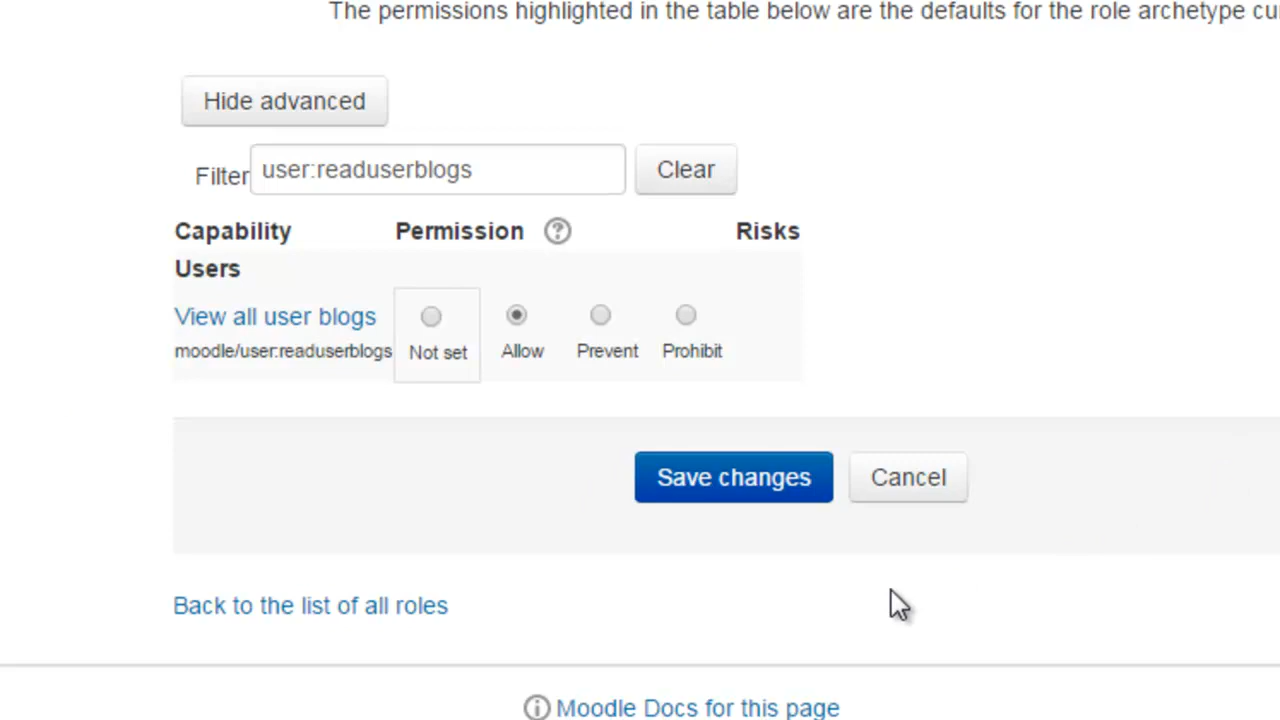 The permissions highlighted in the table below are the defaults for the role archetype
Hide advanced
Filter user:readuserblogs Clear
Capability Permission Risks
Users
View all user blogs
moodle/user:readuserblogs Not set Allow Prevent Prohibit
Save changes Cancel
Back to the list of all roles
Moodle Docs for this page